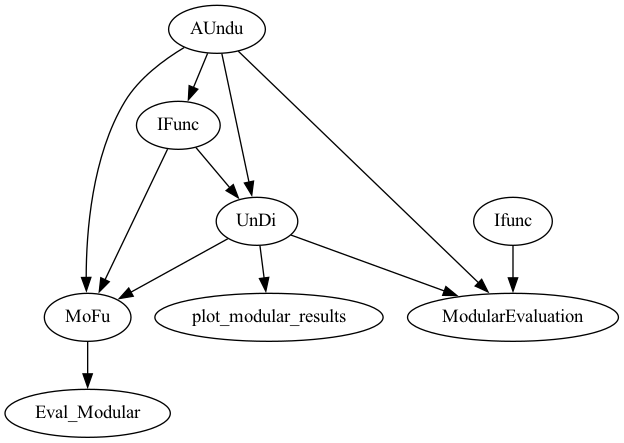 AUndu
IFunc
UnDi
Ifunc
MoFu
plot_modular_results
ModularEvaluation
Eval_Modular